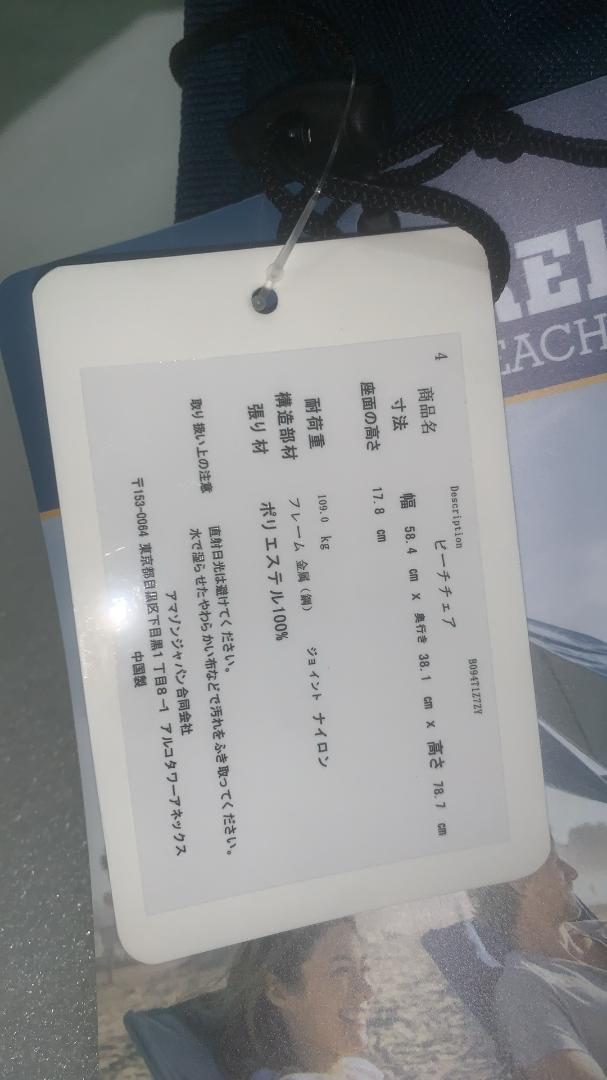 4
Description
B094T1Z7ZY
商品名 ビーチチェア
寸法 幅 58.4 cm x 奥行き 38.1 cm x 高さ 78.7 cm
座面の高さ 17.8 cm
耐荷重 109.0 kg
構造部材 フレーム 金属（鋼） ジョイント ナイロン
張り材 ポリエステル100%
取り扱い上の注意 直射日光は避けてください。
水で湿らせたやわらかい布などで汚れをふき取ってください。
アマゾンジャパン合同会社
〒153-0064 東京都目黒区下目黒1丁目8-1 アルコタワーアネックス
中国製
EACH